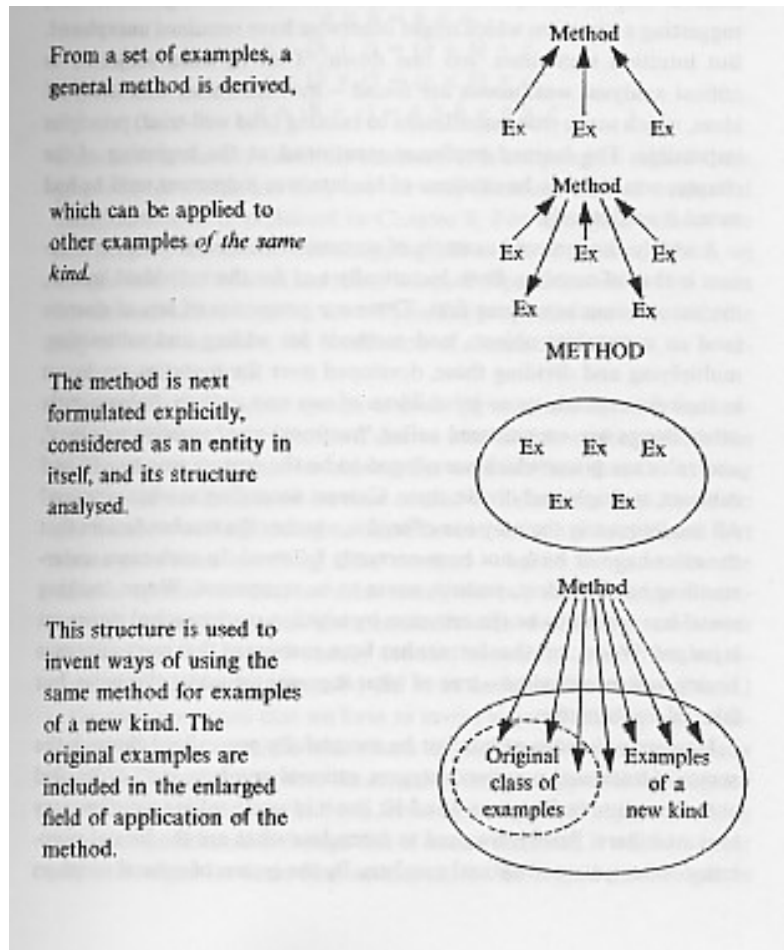 From a set of examples, a
general method is derived,
Method
Ex Ex Ex
which can be applied to
other examples of the same
kind.
Method
Ex Ex Ex
Ex Ex Ex
The method is next
formulated explicitly,
considered as an entity in
itself, and its structure
analysed.
METHOD
Ex Ex Ex
Ex Ex
This structure is used to
invent ways of using the
same method for examples
of a new kind. The
original examples are
included in the enlarged
field of application of the
method
Method
Original
class of
examples
Examples
of a
new kind